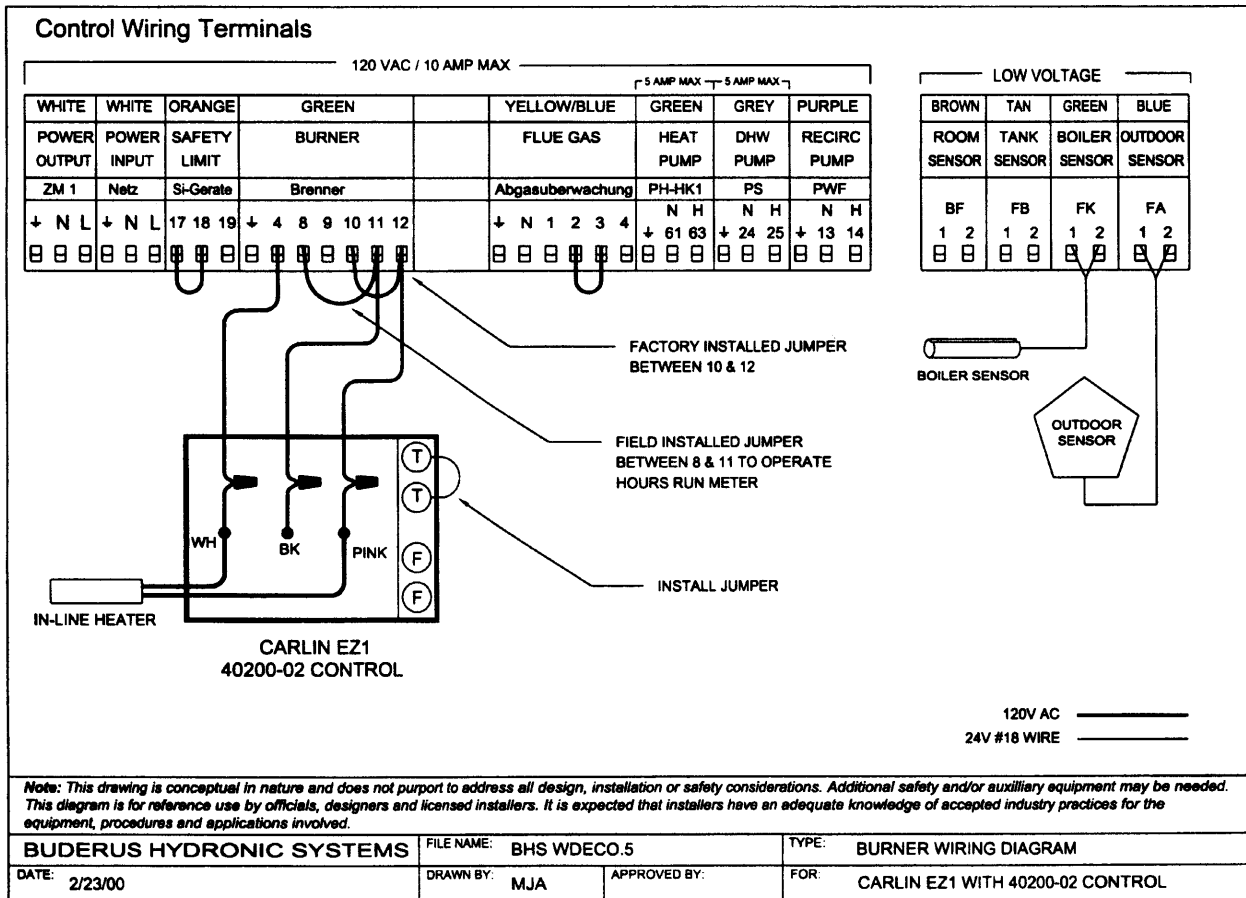 Control Wiring Terminals
120 VAC / 10 AMP MAX
5 AMP MAX 5 AMP MAX
LOW VOLTAGE
WHITE WHITE ORANGE GREEN YELLOW/BLUE GREEN GREY PURPLE
POWER OUTPUT POWER INPUT SAFETY LIMIT BURNER FLUE GAS HEAT PUMP DHW PUMP RECIRC PUMP
ZM 1 Netz Si-Gerate Brenner Abgasuberwachung PH-HK1 PS PWF
N H N H N H
⏚ N L ⏚ N L 17 18 19 ⏚ 4 8 9 10 11 12 ⏚ N 1 2 3 4 ⏚ 61 63 ⏚ 24 25 ⏚ 13 14
BROWN TAN GREEN BLUE
ROOM SENSOR TANK SENSOR BOILER SENSOR OUTDOOR SENSOR
BF FB FK FA
1 2 1 2 1 2 1 2
FACTORY INSTALLED JUMPER
BETWEEN 10 & 12
BOILER SENSOR
OUTDOOR
SENSOR
FIELD INSTALLED JUMPER
BETWEEN 8 & 11 TO OPERATE
HOURS RUN METER
T
T
WH BK PINK
F
F
INSTALL JUMPER
IN-LINE HEATER
CARLIN EZ1
40200-02 CONTROL
120V AC
24V #18 WIRE
Note: This drawing is conceptual in nature and does not purport to address all design, installation or safety considerations. Additional safety and/or auxilliary equipment may be needed.
This diagram is for reference use by officials, designers and licensed installers. It is expected that installers have an adequate knowledge of accepted industry practices for the
equipment, procedures and applications involved.
BUDERUS HYDRONIC SYSTEMS FILE NAME: BHS WDECO.5 TYPE: BURNER WIRING DIAGRAM
DATE: 2/23/00 DRAWN BY: MJA APPROVED BY: FOR: CARLIN EZ1 WITH 40200-02 CONTROL